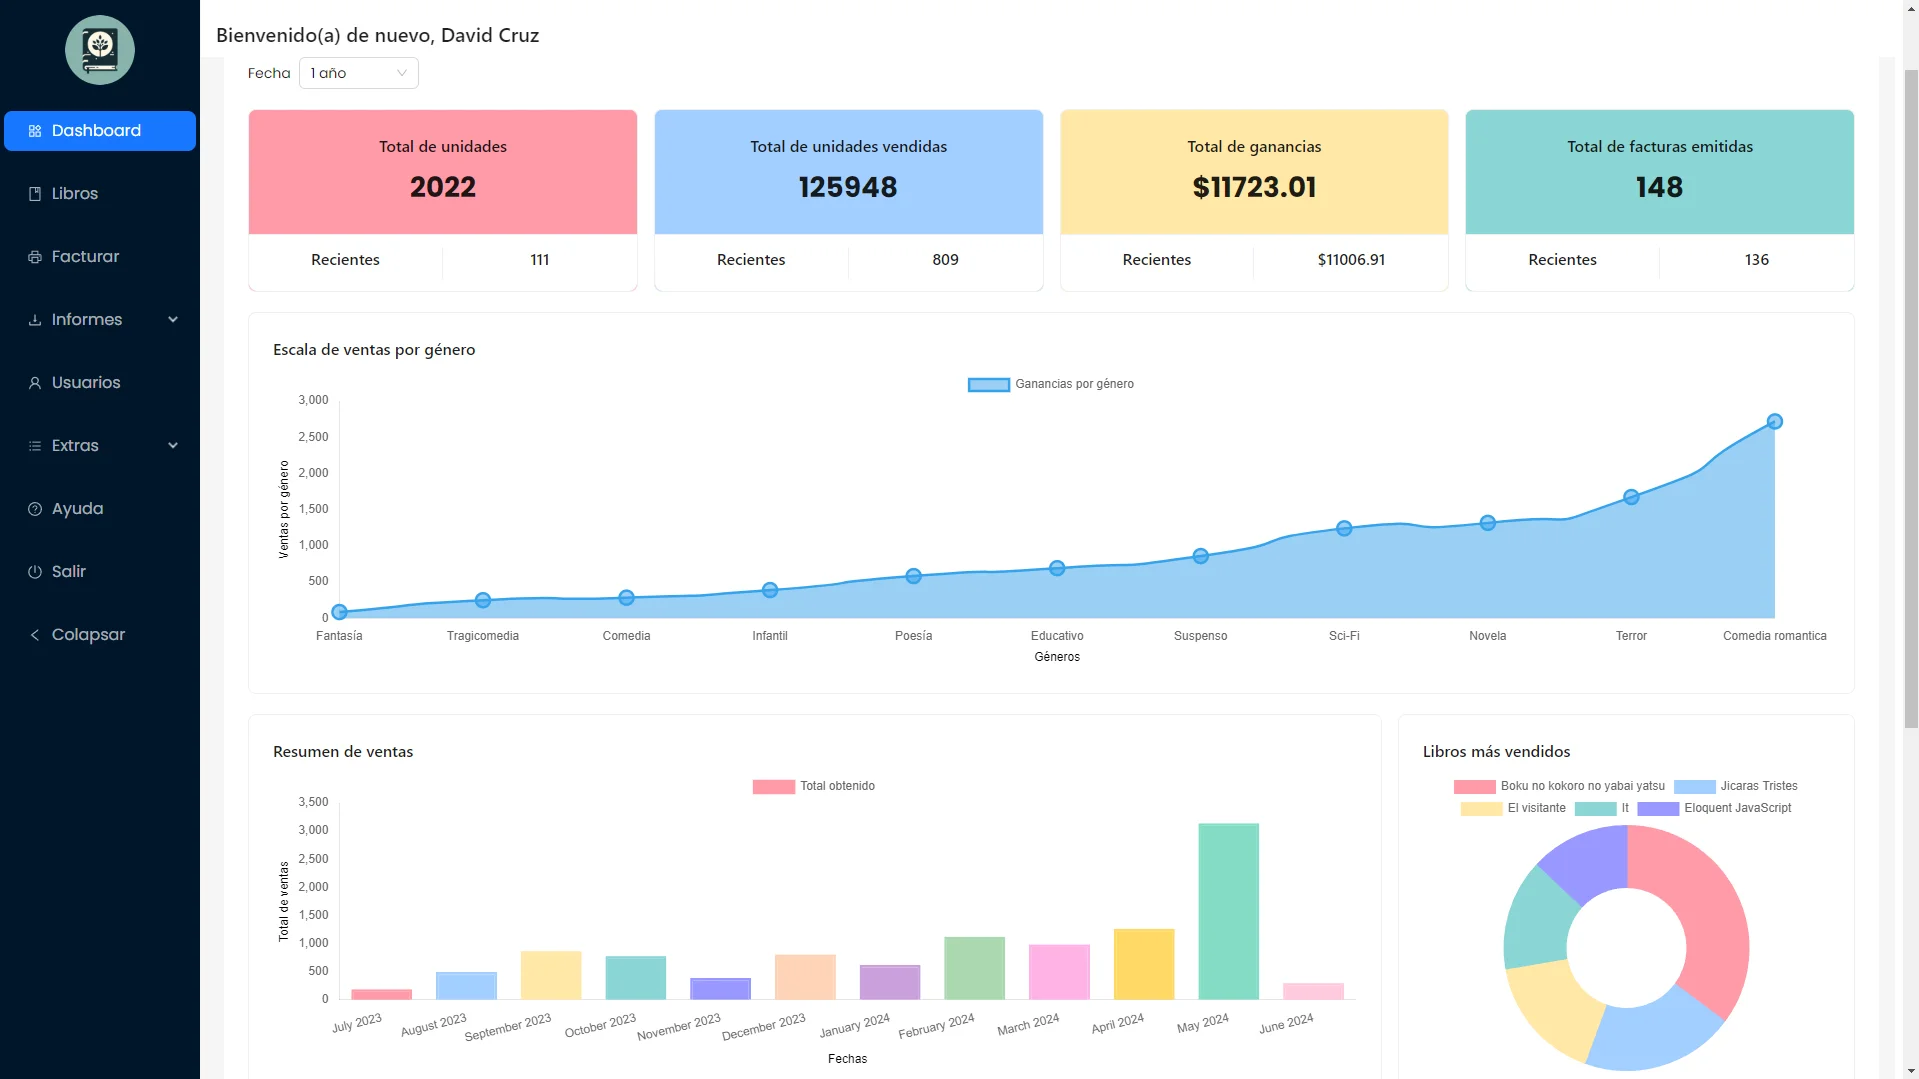 Bienvenido(a) de nuevo, David Cruz
Fecha 1 año
Dashboard
Libros
Facturar
Informes
Usuarios
Extras
Ayuda
Salir
Colapsar
Total de unidades
2022
Recientes 111
Total de unidades vendidas
125948
Recientes 809
Total de ganancias
$11723.01
Recientes $11006.91
Total de facturas emitidas
148
Recientes 136
Escala de ventas por género
Ganancias por género
3,000
2,500
2,000
1,500
1,000
500
0
Ventas por género
Fantasía Tragicomedia Comedia Infantil Poesía Educativo Suspenso Sci-Fi Novela Terror Comedia romantica
Géneros
Resumen de ventas
Total obtenido
3,500
3,000
2,500
2,000
1,500
1,000
500
0
Total de ventas
July 2023 August 2023 September 2023 October 2023 November 2023 December 2023 January 2024 February 2024 March 2024 April 2024 May 2024 June 2024
Fechas
Libros más vendidos
Boku no kokoro no yabai yatsu Jicaras Tristes
El visitante It Eloquent JavaScript